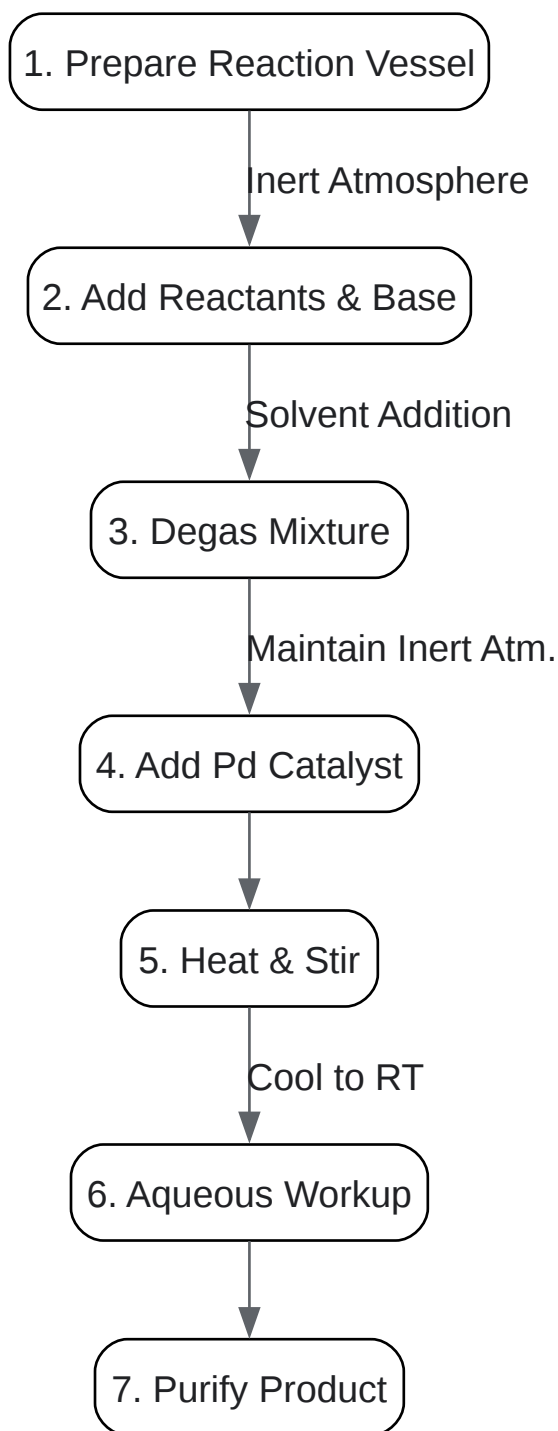 1. Prepare Reaction Vessel
Inert Atmosphere
2. Add Reactants & Base
Solvent Addition
3. Degas Mixture
Maintain Inert Atm.
4. Add Pd Catalyst
5. Heat & Stir
Cool to RT
6. Aqueous Workup
7. Purify Product